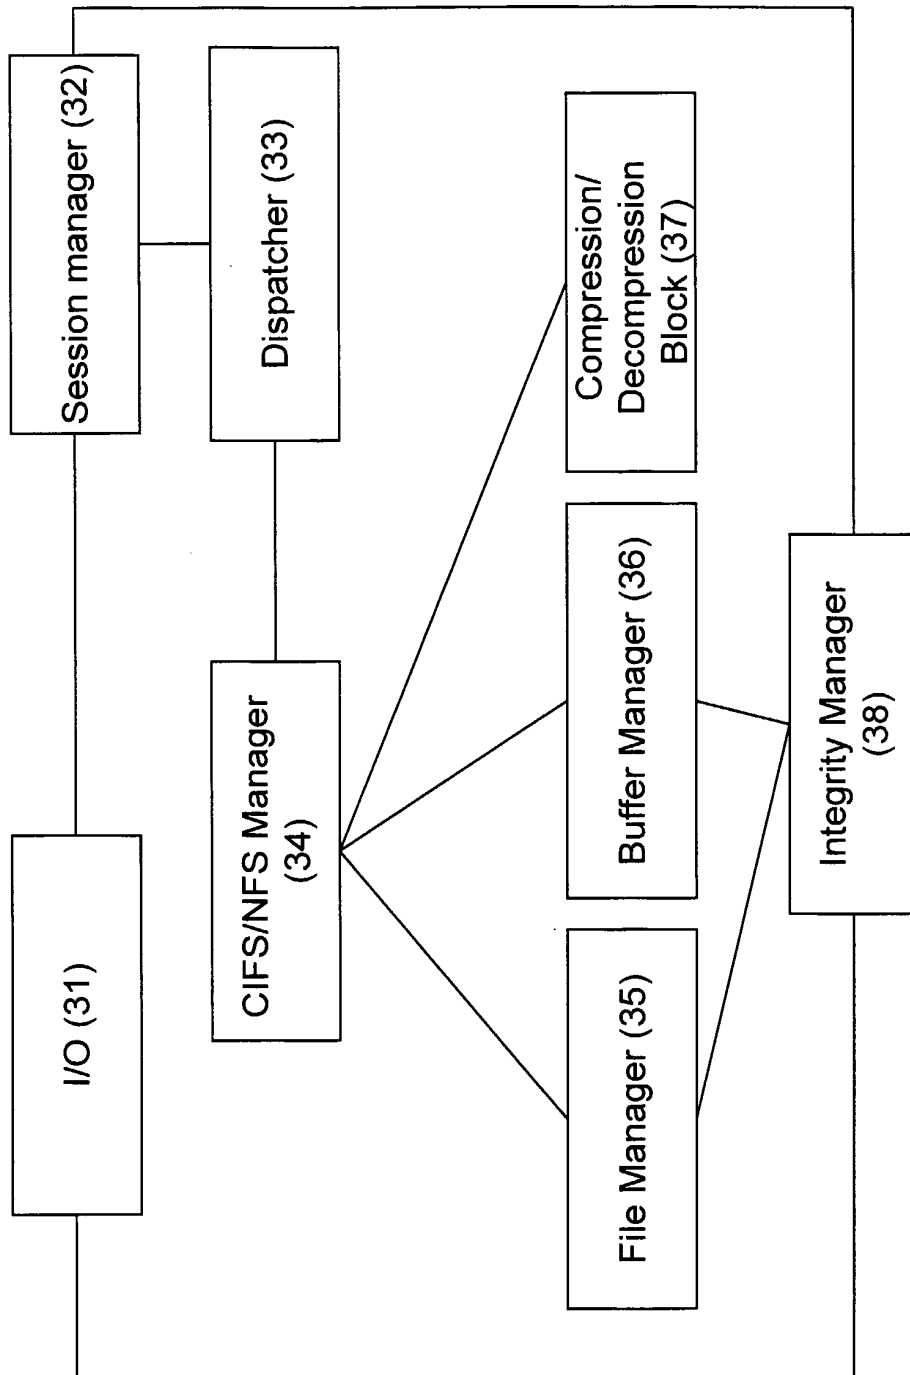 I/O (31)
Session manager (32)
CIFS/NFS Manager
(34)
Dispatcher (33)
File Manager (35)
Buffer Manager (36)
Compression/
Decompression
Block (37)
Integrity Manager
(38)